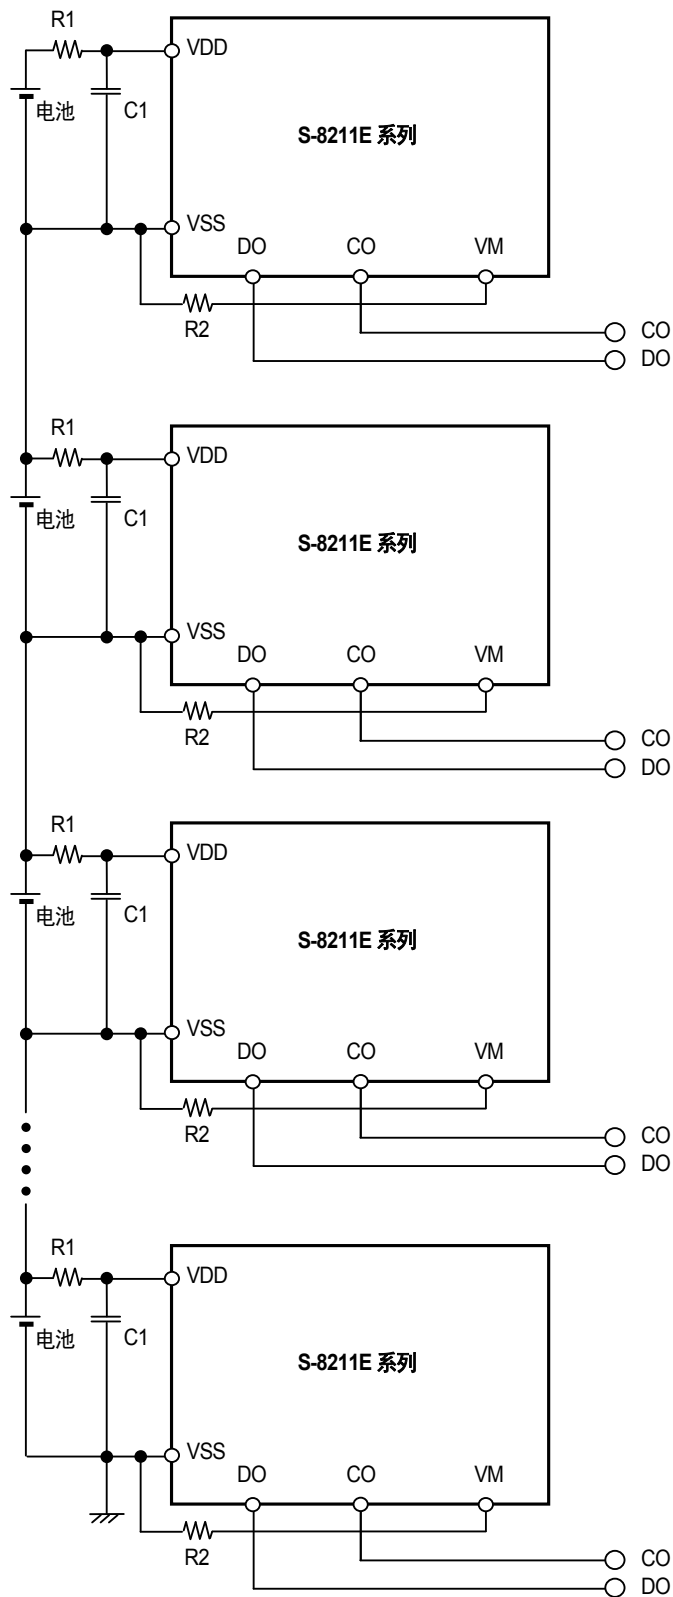 R1
VDD
电池
C1
S-8211E 系列
VSS
DO
CO
VM
R2
CO
DO
R1
VDD
电池
C1
S-8211E 系列
VSS
DO
CO
VM
R2
CO
DO
R1
VDD
电池
C1
S-8211E 系列
VSS
DO
CO
VM
R2
CO
DO
R1
VDD
电池
C1
S-8211E 系列
VSS
DO
CO
VM
R2
CO
DO